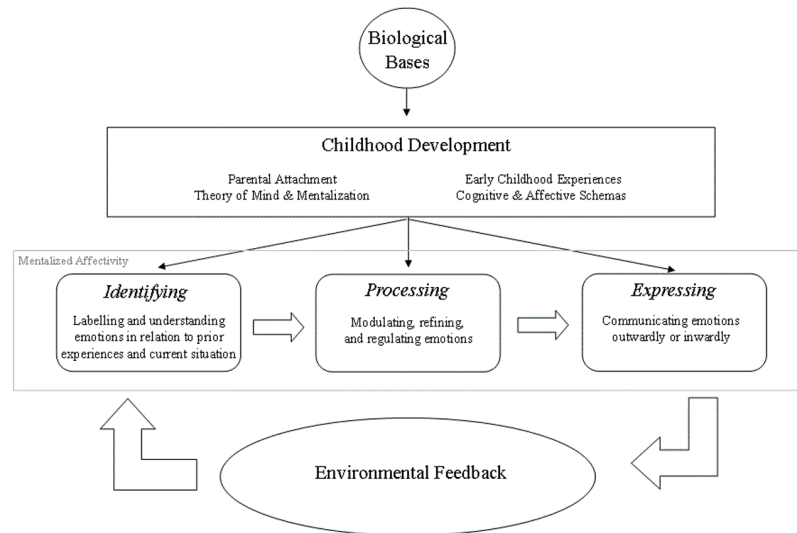 Biological
Bases
Childhood Development
Parental Attachment
Theory of Mind & Mentalization
Early Childhood Experiences
Cognitive & Affective Schemas
Mentalized Affectivity
Identifying
Labelling and understanding
emotions in relation to prior
experiences and current situation
Processing
Modulating, refining,
and regulating emotions
Expressing
Communicating emotions
outwardly or inwardly
Environmental Feedback